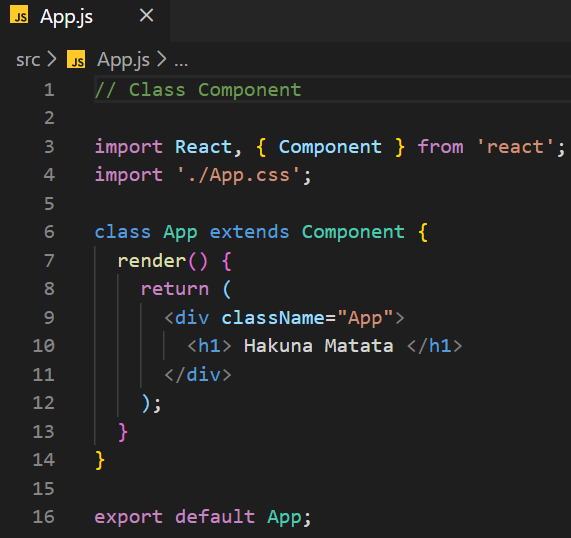 JS App.js ×
src > JS App.js > ...
1 // Class Component
2
3 import React, { Component } from 'react';
4 import './App.css';
5
6 class App extends Component {
7   render() {
8     return (
9       <div className="App">
10         <h1> Hakuna Matata </h1>
11       </div>
12     );
13   }
14 }
15
16 export default App;